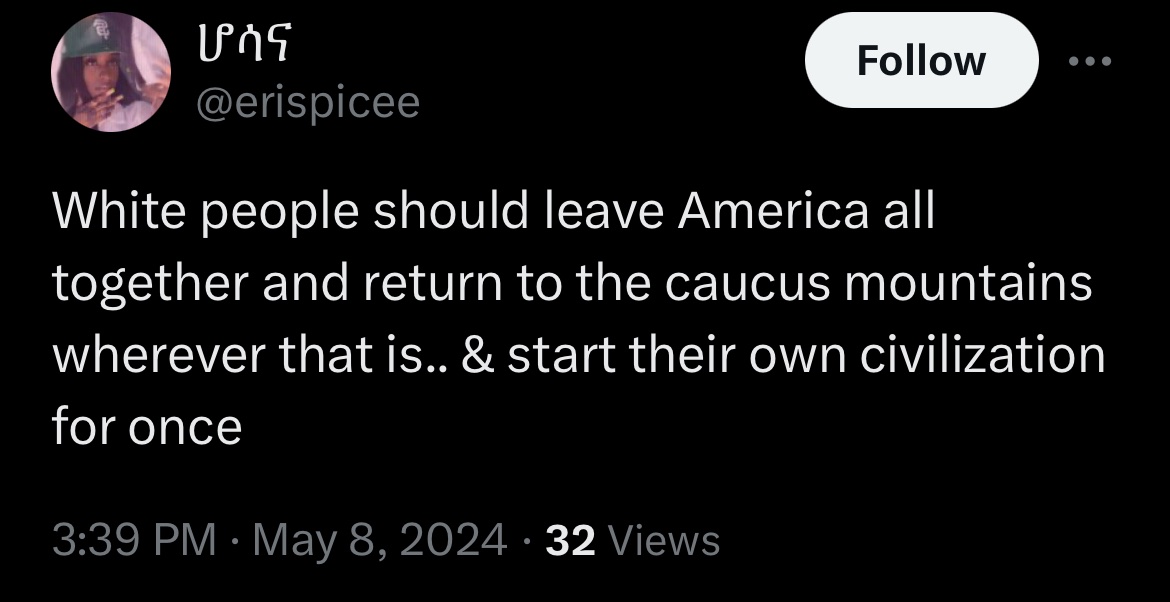 ሆሳና
@erispicee
Follow
White people should leave America all
together and return to the caucus mountains
wherever that is.. & start their own civilization
for once
3:39 PM · May 8, 2024 · 32 Views